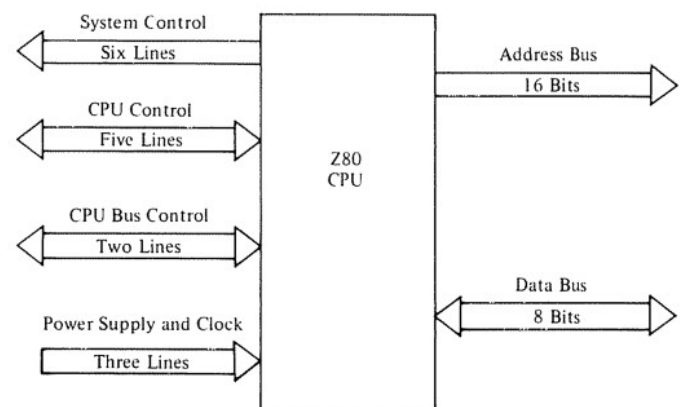 System Control
Six Lines
CPU Control
Five Lines
CPU Bus Control
Two Lines
Power Supply and Clock
Three Lines
Z80
CPU
Address Bus
16 Bits
Data Bus
8 Bits